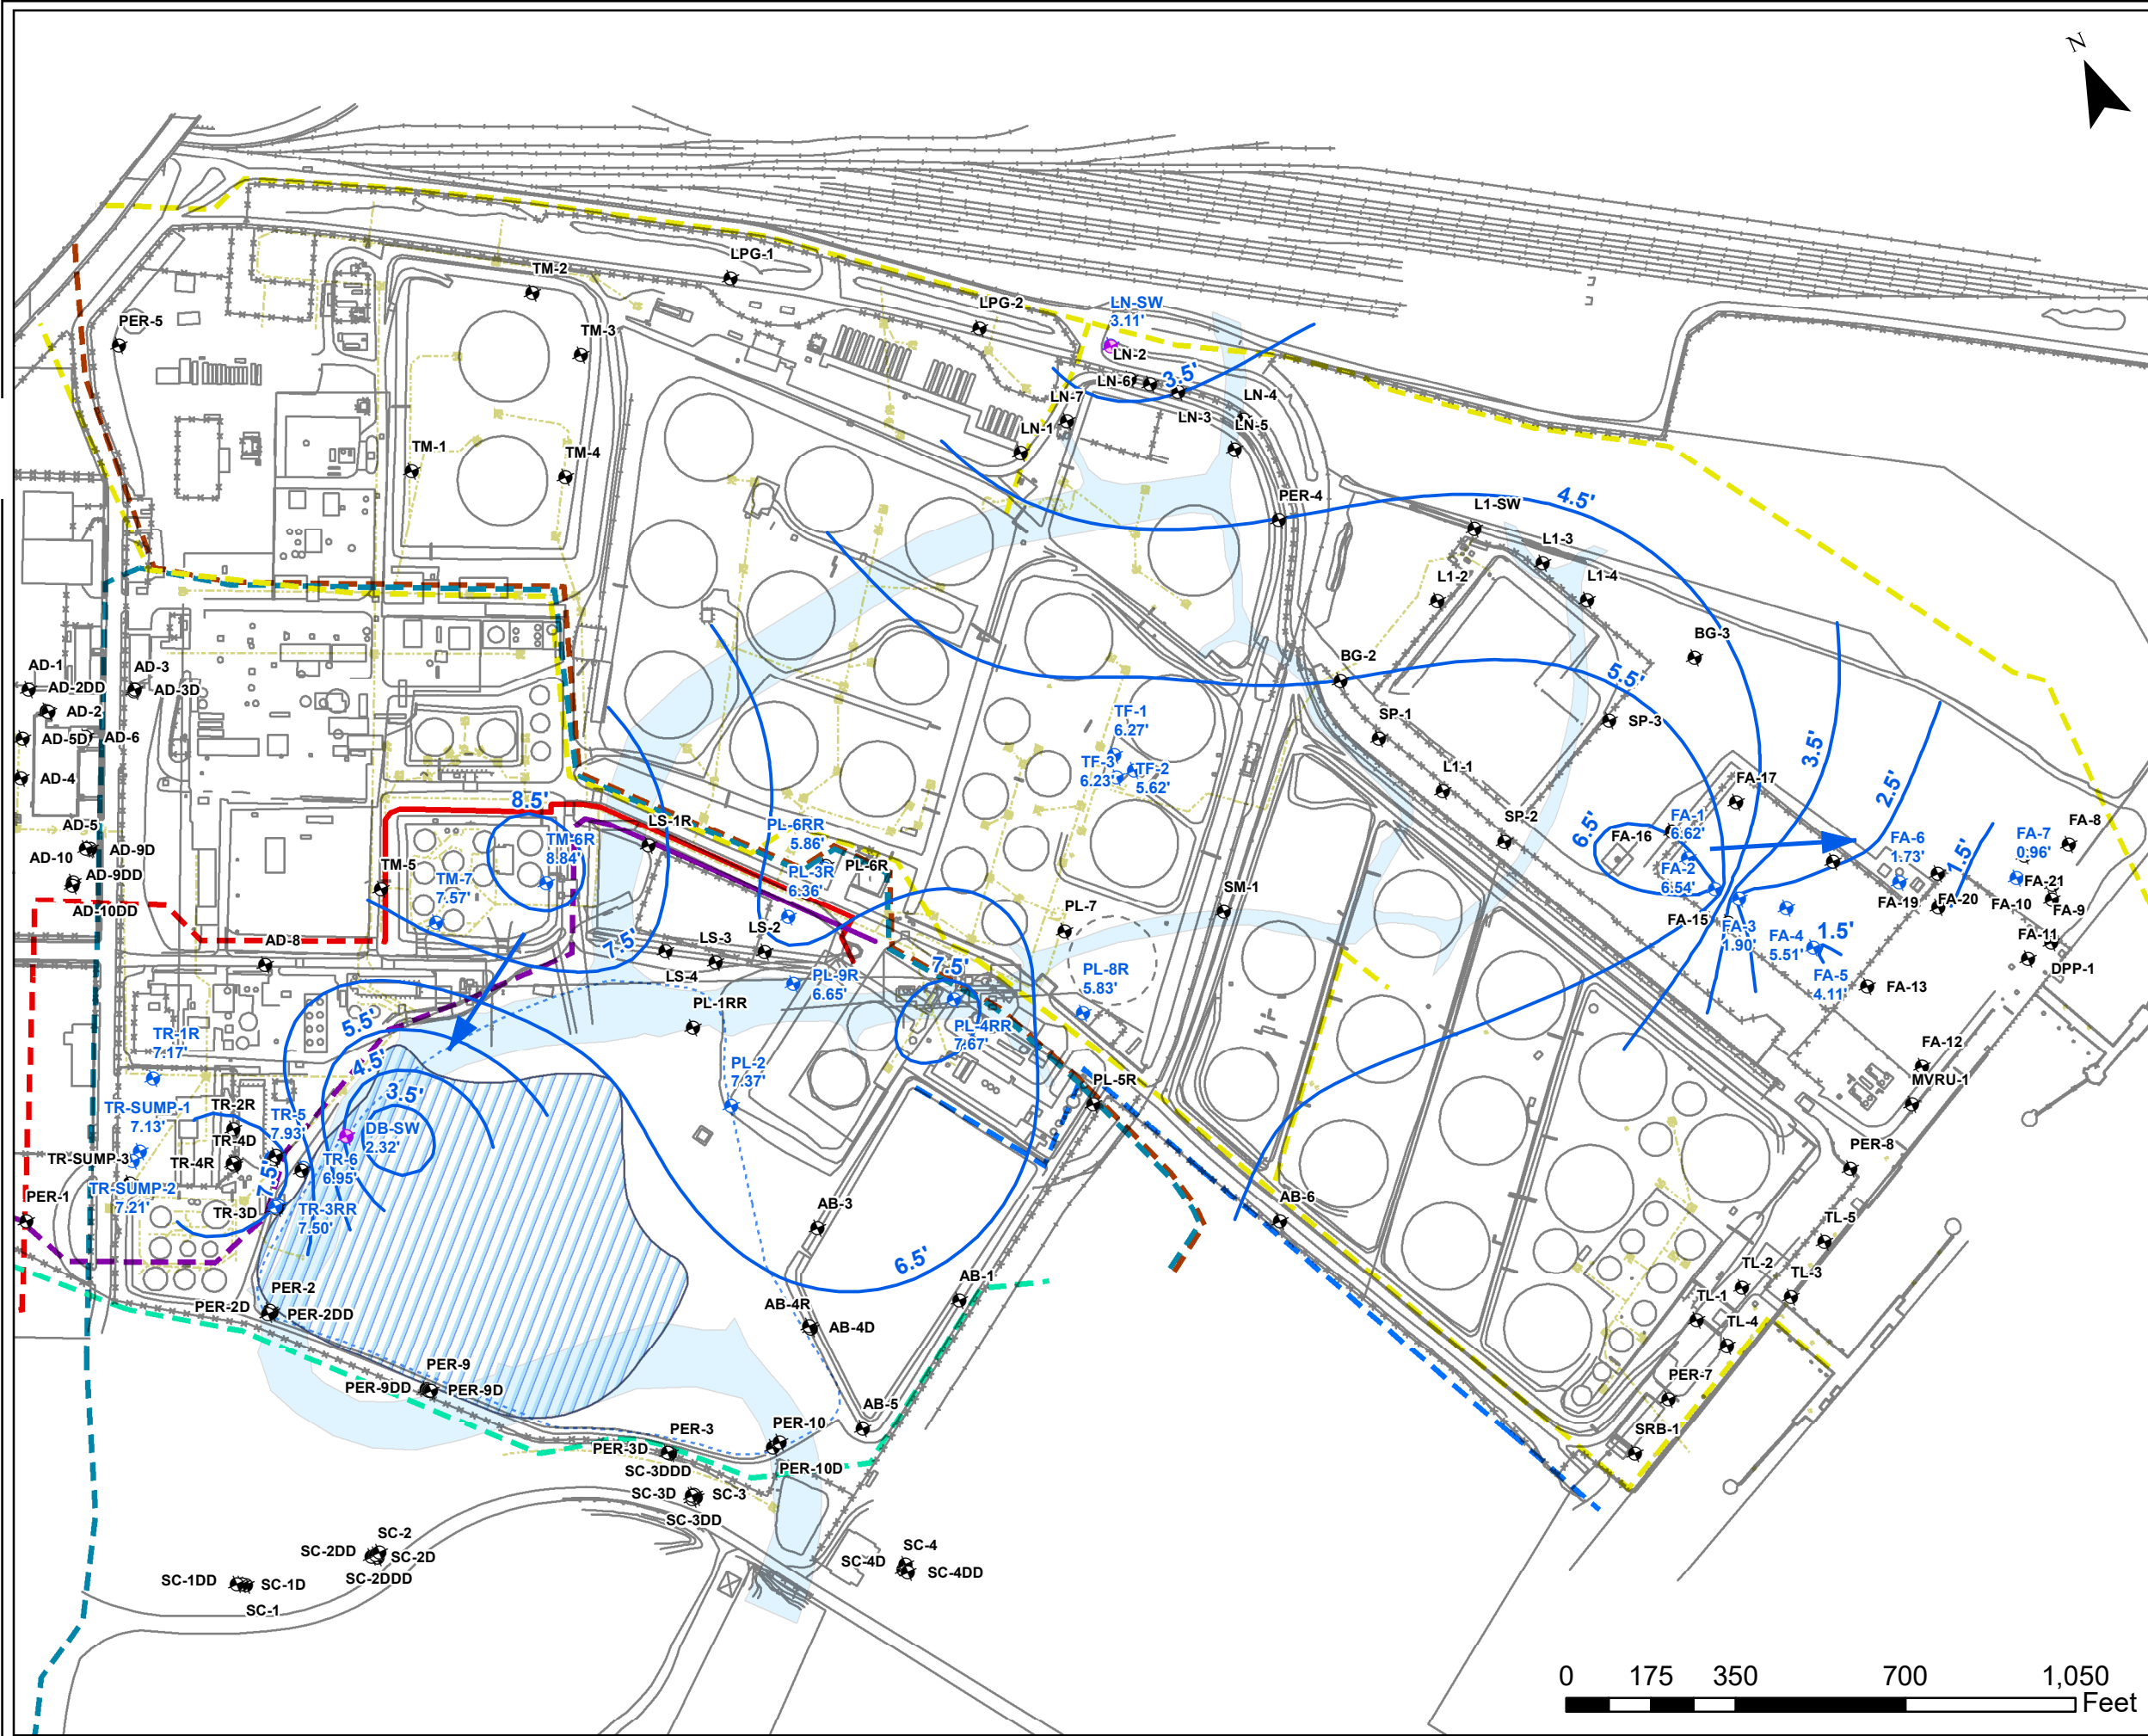 N
LPG-1
TM-2
LPG-2
LN-SW
3.11'
PER-5
TM-3
LN-2
LN-6
3.5'
LN-7
LN-4
LN-3
LN-5
LN-1
TM-1
TM-4
PER-4
4.5'
L1-SW
L1-3
L1-2
L1-4
BG-3
BG-2
5.5'
AD-1
AD-3
AD-2DD
AD-3D
AD-2
AD-5D
AD-6
AD-4
TF-1
6.27'
TF-3
6.23'
TF-2
5.62'
SP-1
SP-3
3.5'
2.5'
L1-1
FA-17
8.5'
AD-5
LS-1R
PL-6RR
5.86'
SP-2
6.5'
FA-16
FA-1
6.62'
FA-6
1.73'
FA-7
0.96'
FA-8
AD-10
AD-9D
AD-9DD
AD-10DD
TM-6R
8.84'
TM-5
TM-7
7.57'
PL-3R
6.36'
PL-6R
FA-2
6.54'
1.5'
FA-21
SM-1
FA-19
FA-20
FA-10
FA-9
PL-7
FA-15
FA-3
1.90'
FA-4
5.51'
1.5'
FA-11
AD-8
7.5'
LS-3
LS-2
LS-4
7.5'
PL-8R
5.83'
FA-5
4.11'
DPP-1
PL-9R
6.65'
FA-13
PL-1RR
5.5'
TR-1R
7.17'
4.5'
PL-4RR
7.67'
PL-2
7.37'
FA-12
MVRU-1
PL-5R
3.5'
TR-SUMP-1
7.13'
TR-2R
TR-5
7.93'
DB-SW
2.32'
TR-4D
TR-SUMP-3
TR-4R
TR-6
6.95'
PER-8
TR-SUMP-2
7.21'
7.5'
PER-1
TR-3D
TR-3RR
7.50'
AB-3
AB-6
TL-5
6.5'
PER-2
PER-2D
PER-2DD
AB-1
TL-2
TL-3
AB-4R
AB-4D
TL-1
TL-4
PER-9
PER-9DD
PER-9D
PER-7
AB-5
PER-3
PER-10
SRB-1
PER-3D
SC-3DDD
PER-10D
SC-3D
SC-3
SC-3DD
SC-2
SC-2DD
SC-2D
SC-2DDD
SC-4
SC-4D
SC-4DD
SC-1DD
SC-1D
SC-1
0 175 350 700 1,050
Feet